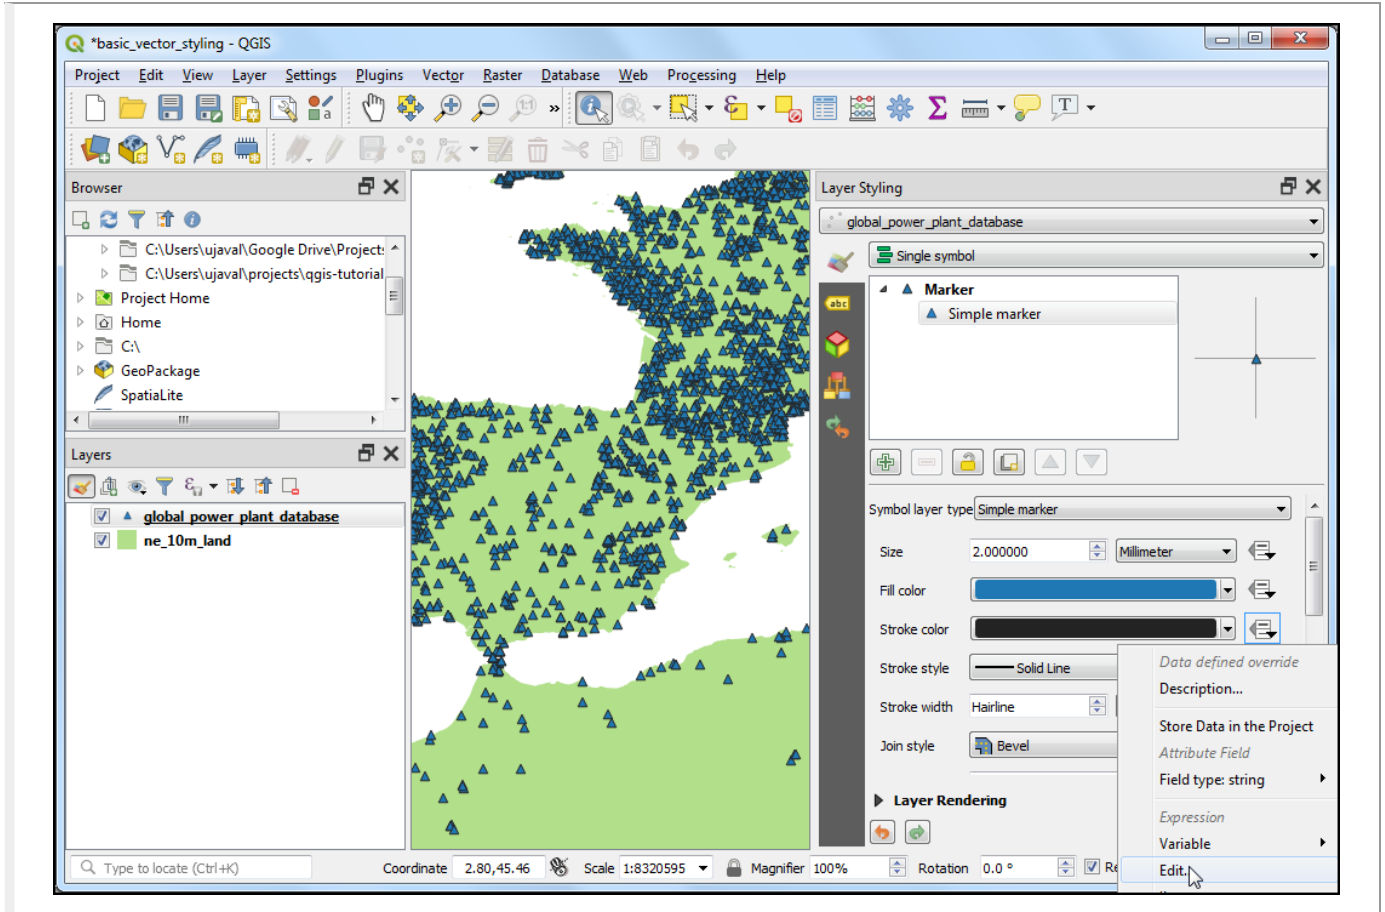 *basic_vector_styling - QGIS
Project Edit View Layer Settings Plugins Vector Raster Database Web Processing Help
Browser
C:\Users\ujaval\Google Drive\Project:
C:\Users\ujaval\projects\qgis-tutorial
Project Home
Home
C:\
GeoPackage
SpatiaLite
Layers
global_power_plant_database
ne_10m_land
Layer Styling
global_power_plant_database
Single symbol
abc
Marker
Simple marker
Symbol layer type Simple marker
Size 2.000000 Millimeter
Fill color
Stroke color
Stroke style Solid Line
Stroke width Hairline
Join style Bevel
Layer Rendering
Data defined override
Description...
Store Data in the Project
Attribute Field
Field type: string
Expression
Variable
Edit...
Type to locate (Ctrl+K) Coordinate 2.80,45.46 Scale 1:8320595 Magnifier 100% Rotation 0.0 °